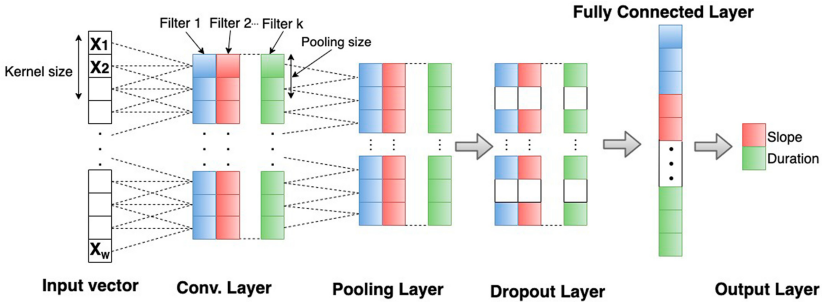 Fully Connected Layer
Filter 1 Filter 2... Filter k
Pooling size
Kernel size
X1
X2
Xw
Slope
Duration
Input vector
Conv. Layer
Pooling Layer
Dropout Layer
Output Layer